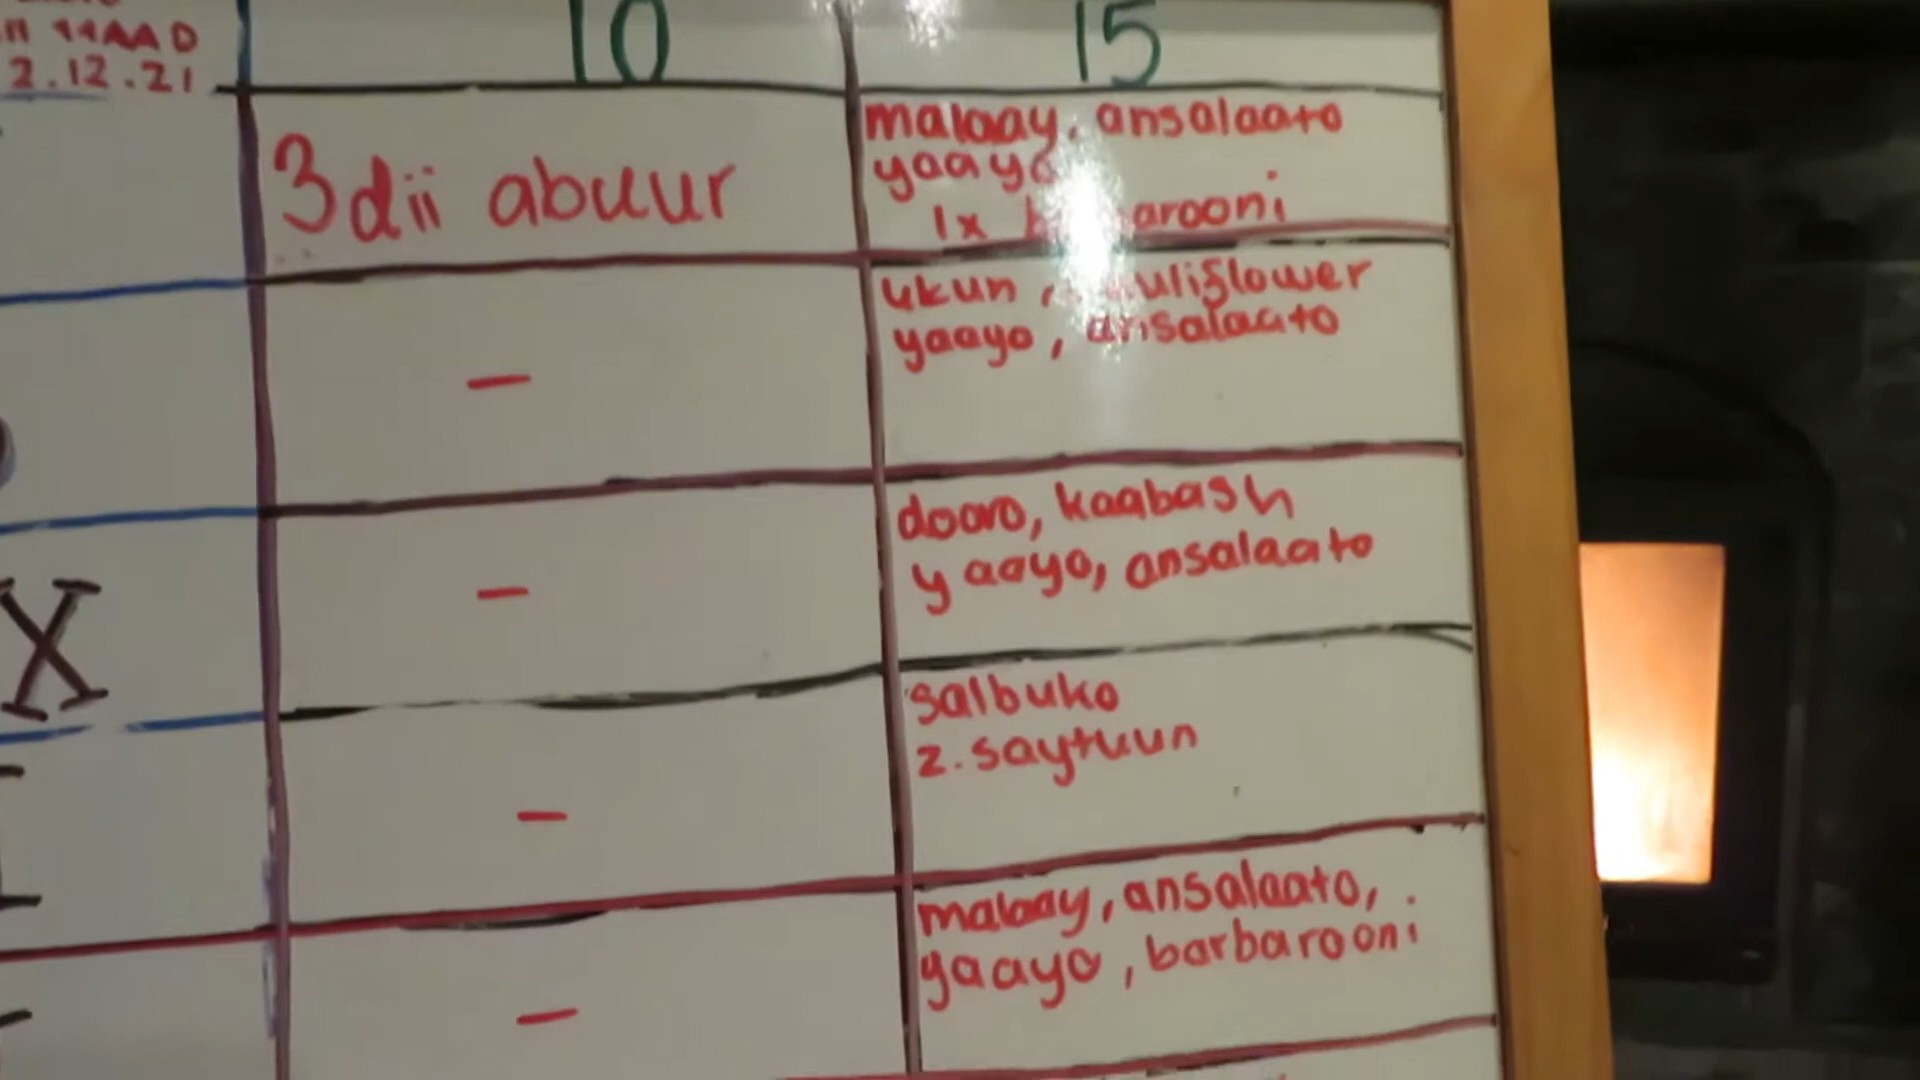 2.12.21
10
15
3dii abuur
malaay, ansalaato
yaayo
1x
–
ukun,
yaayo, ansalaato
–
dooro, kaabash
yaayo, ansalaato
X
–
salbuko
z. saytuun
–
malaay, ansalaato,
yaayo, barbarooni